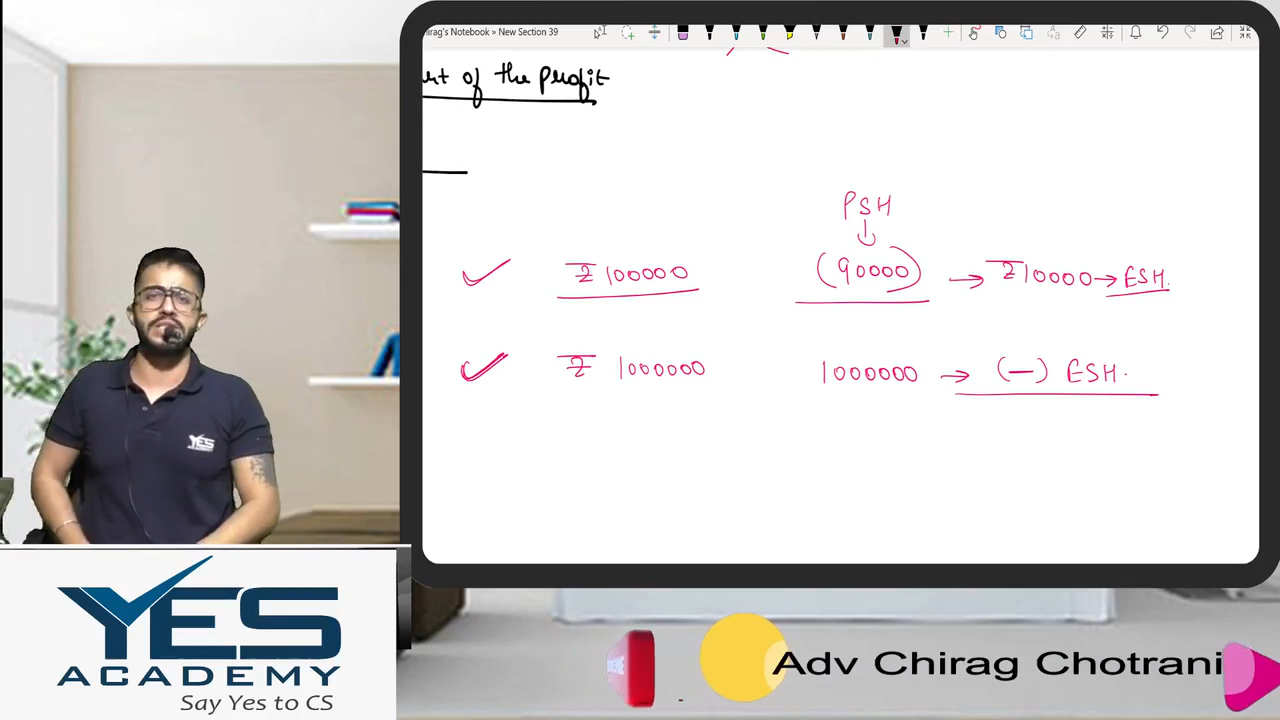 irag's Notebook » New Section 39
of the profit
PSH
₹ 100000 (90000) → ₹ 10000 → ESH.
₹ 1000000 1000000 → (—) ESH.
YES
YES
ACADEMY
Say Yes to CS
Adv Chirag Chotrani